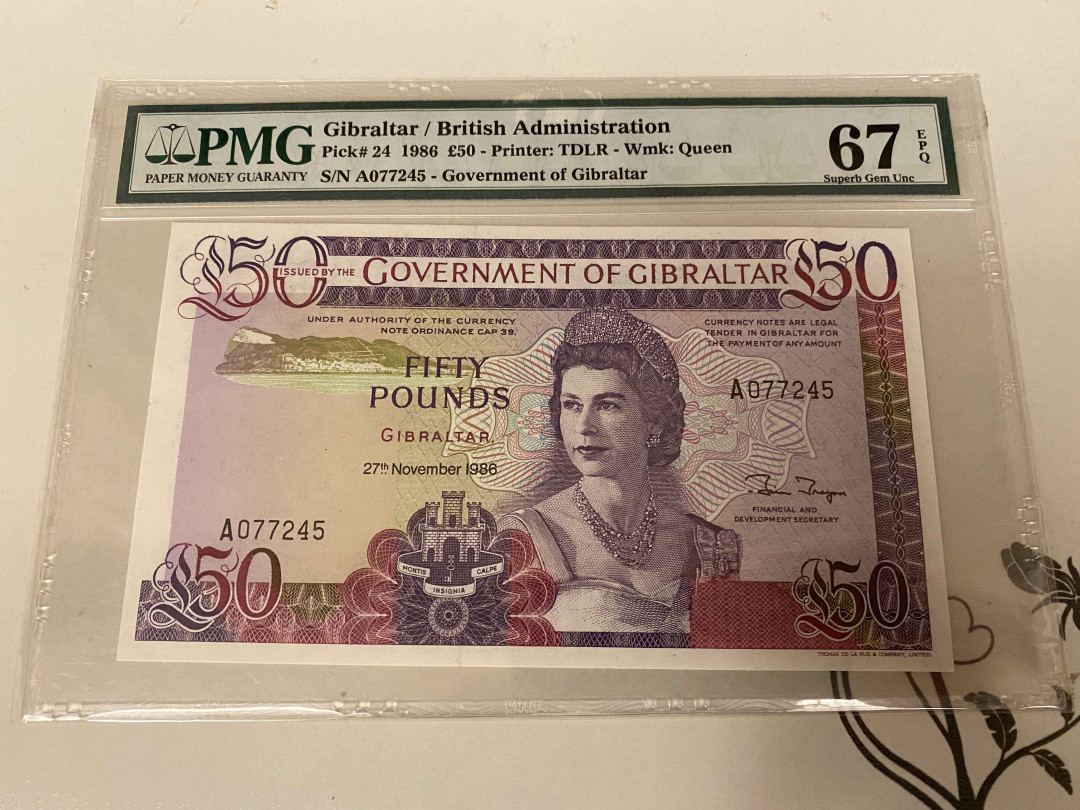 PMG
PAPER MONEY GUARANTY
Gibraltar / British Administration
Pick# 24 1986 £50 - Printer: TDLR - Wmk: Queen
S/N A077245 - Government of Gibraltar
67
EPQ
Superb Gem Unc
£50
ISSUED BY THE GOVERNMENT OF GIBRALTAR
£50
UNDER AUTHORITY OF THE CURRENCY
NOTE ORDINANCE CAP 39.
CURRENCY NOTES ARE LEGAL
TENDER IN GIBRALTAR FOR
THE PAYMENT OF ANY AMOUNT
FIFTY
POUNDS
A077245
GIBRALTAR,
27th November 1986
FINANCIAL AND
DEVELOPMENT SECRETARY
A077245
MONTIS CALPE
INSIGNIA
£50
£50
THOMAS DE LA RUE & COMPANY, LIMITED.